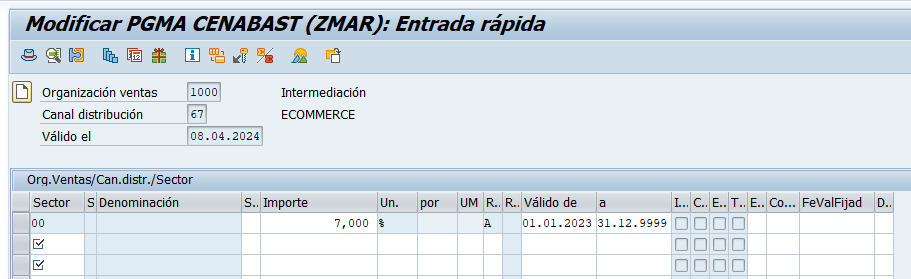 Modificar PGMA CENABAST (ZMAR): Entrada rápida
Organización ventas 1000 Intermediación
Canal distribución 67 ECOMMERCE
Válido el 08.04.2024
Org.Ventas/Can.distr./Sector
Sector S Denominación S.. Importe Un. por UM R.. R.. Válido de a I... C.. E.. T.. E.. Co... FeValFijad D..
00 7,000 % A 01.01.2023 31.12.9999